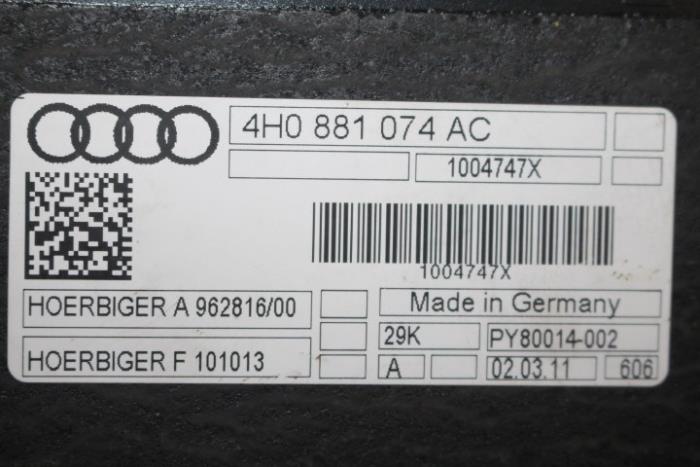 4H0 881 074 AC
1004747X
1004747X
HOERBIGER A 962816/00
Made in Germany
29K PY80014-002
HOERBIGER F 101013
A 02.03.11 606